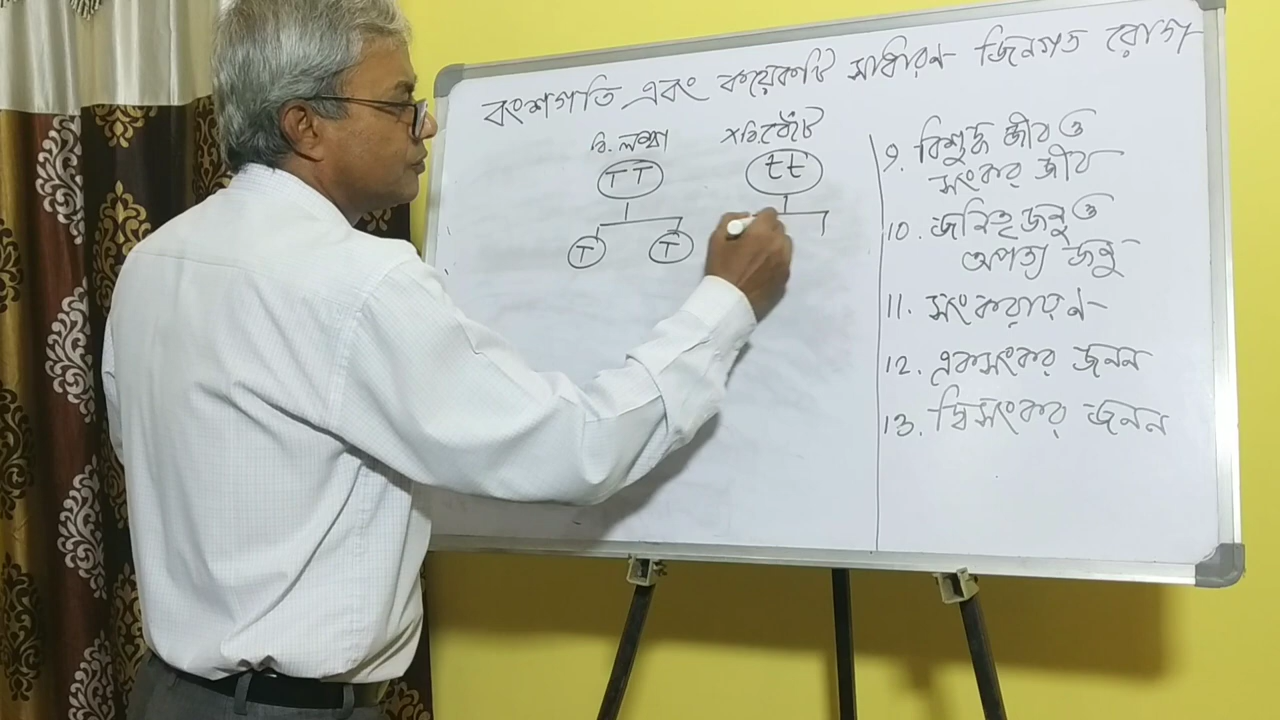 বংশগতি এবং কয়েকটি সাধারণ জিনগত রোগ
বি. লম্বা
বি. বেঁটে
TT
tt
T
T
9. বিশুদ্ধ জীব ও
সংকর জীব
10. জনিতৃ জনু ও
অপত্য জনু
11. সংকরায়ণ
12. একসংকর জনন
13. দ্বিসংকর জনন